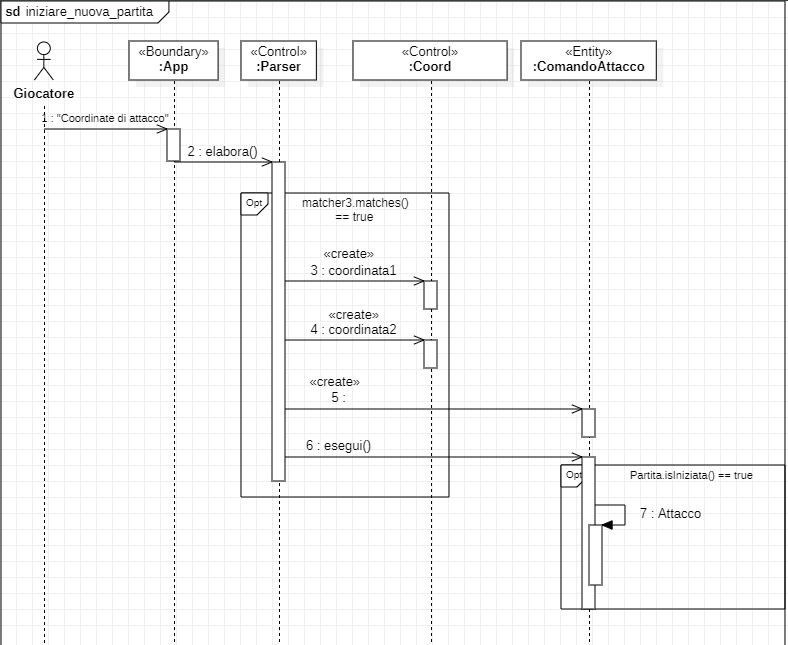 sd iniziare_nuova_partita
Giocatore
«Boundary»
:App
«Control»
:Parser
«Control»
:Coord
«Entity»
:ComandoAttacco
1 : "Coordinate di attacco"
2 : elabora()
Opt
matcher3.matches()
== true
«create»
3 : coordinata1
«create»
4 : coordinata2
«create»
5 :
6 : esegui()
Opt
Partita.isIniziata() == true
7 : Attacco